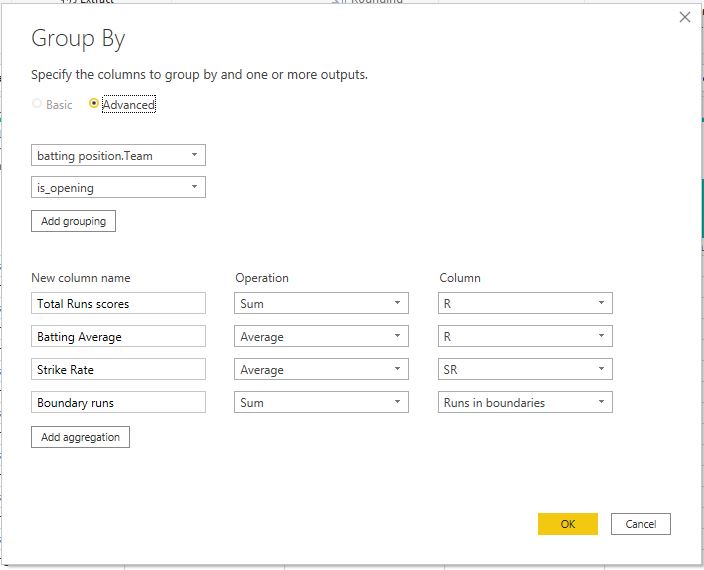 Extract
Rounding
Group By
Specify the columns to group by and one or more outputs.
Basic Advanced
batting position.Team
is_opening
Add grouping
New column name Operation Column
Total Runs scores Sum R
Batting Average Average R
Strike Rate Average SR
Boundary runs Sum Runs in boundaries
Add aggregation
OK Cancel